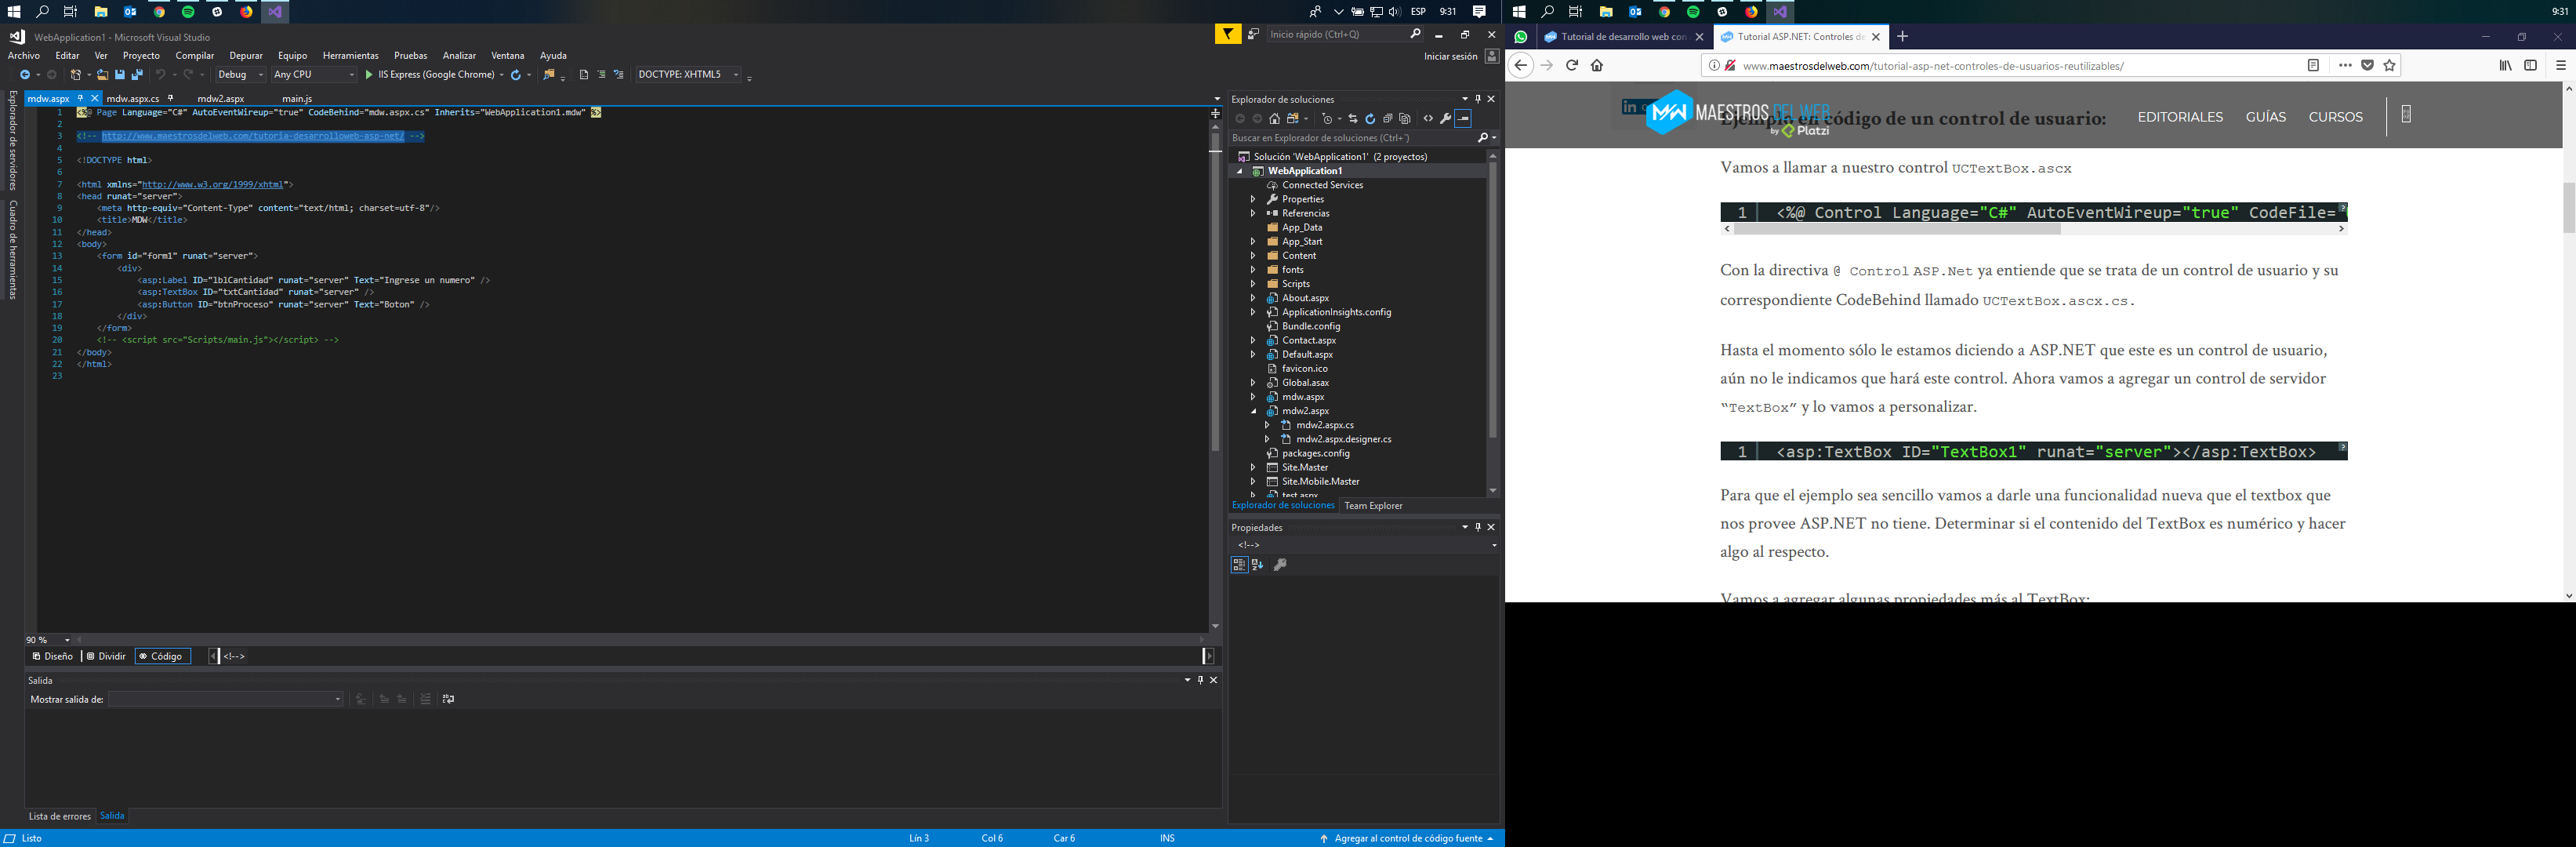 ESP 9:31
9:31
WebApplication1 - Microsoft Visual Studio
Inicio rápido (Ctrl+Q)
Archivo Editar Ver Proyecto Compilar Depurar Equipo Herramientas Pruebas Analizar Ventana Ayuda
Iniciar sesión
Debug Any CPU IIS Express (Google Chrome) DOCTYPE: XHTML5
Explorador de servidores
Cuadro de herramientas
mdw.aspx mdw.aspx.cs mdw2.aspx main.js
1 <%@ Page Language="C#" AutoEventWireup="true" CodeBehind="mdw.aspx.cs" Inherits="WebApplication1.mdw" %>
2
3 <!-- http://www.maestrosdelweb.com/tutoria-desarrolloweb-asp-net/ -->
4
5 <!DOCTYPE html>
6
7 <html xmlns="http://www.w3.org/1999/xhtml">
8 <head runat="server">
9 <meta http-equiv="Content-Type" content="text/html; charset=utf-8"/>
10 <title>MDW</title>
11 </head>
12 <body>
13 <form id="form1" runat="server">
14 <div>
15 <asp:Label ID="lblCantidad" runat="server" Text="Ingrese un numero" />
16 <asp:TextBox ID="txtCantidad" runat="server" />
17 <asp:Button ID="btnProceso" runat="server" Text="Boton" />
18 </div>
19 </form>
20 <!-- <script src="Scripts/main.js"></script> -->
21 </body>
22 </html>
23
90 %
Diseño Dividir Código <!-->
Salida
Mostrar salida de:
Lista de errores Salida
Listo Lín 3 Col 6 Car 6 INS Agregar al control de código fuente
Explorador de soluciones
Buscar en Explorador de soluciones (Ctrl+´)
Solución 'WebApplication1' (2 proyectos)
WebApplication1
Connected Services
Properties
Referencias
App_Data
App_Start
Content
fonts
Scripts
About.aspx
ApplicationInsights.config
Bundle.config
Contact.aspx
Default.aspx
favicon.ico
Global.asax
mdw.aspx
mdw2.aspx
mdw2.aspx.cs
mdw2.aspx.designer.cs
packages.config
Site.Master
Site.Mobile.Master
test.aspx
Explorador de soluciones Team Explorer
Propiedades
<!-->
Tutorial de desarrollo web con Tutorial ASP.NET: Controles de
www.maestrosdelweb.com/tutorial-asp-net-controles-de-usuarios-reutilizables/
MAESTROS DEL WEB
by Platzi
EDITORIALES GUÍAS CURSOS
Ejemplo en código de un control de usuario:
Vamos a llamar a nuestro control UCTextBox.ascx
1 <%@ Control Language="C#" AutoEventWireup="true" CodeFile=
Con la directiva @ Control ASP.Net ya entiende que se trata de un control de usuario y su
correspondiente CodeBehind llamado UCTextBox.ascx.cs.
Hasta el momento sólo le estamos diciendo a ASP.NET que este es un control de usuario,
aún no le indicamos que hará este control. Ahora vamos a agregar un control de servidor
“TextBox” y lo vamos a personalizar.
1 <asp:TextBox ID="TextBox1" runat="server"></asp:TextBox>
Para que el ejemplo sea sencillo vamos a darle una funcionalidad nueva que el textbox que
nos provee ASP.NET no tiene. Determinar si el contenido del TextBox es numérico y hacer
algo al respecto.
Vamos a agregar algunas propiedades más al TextBox: